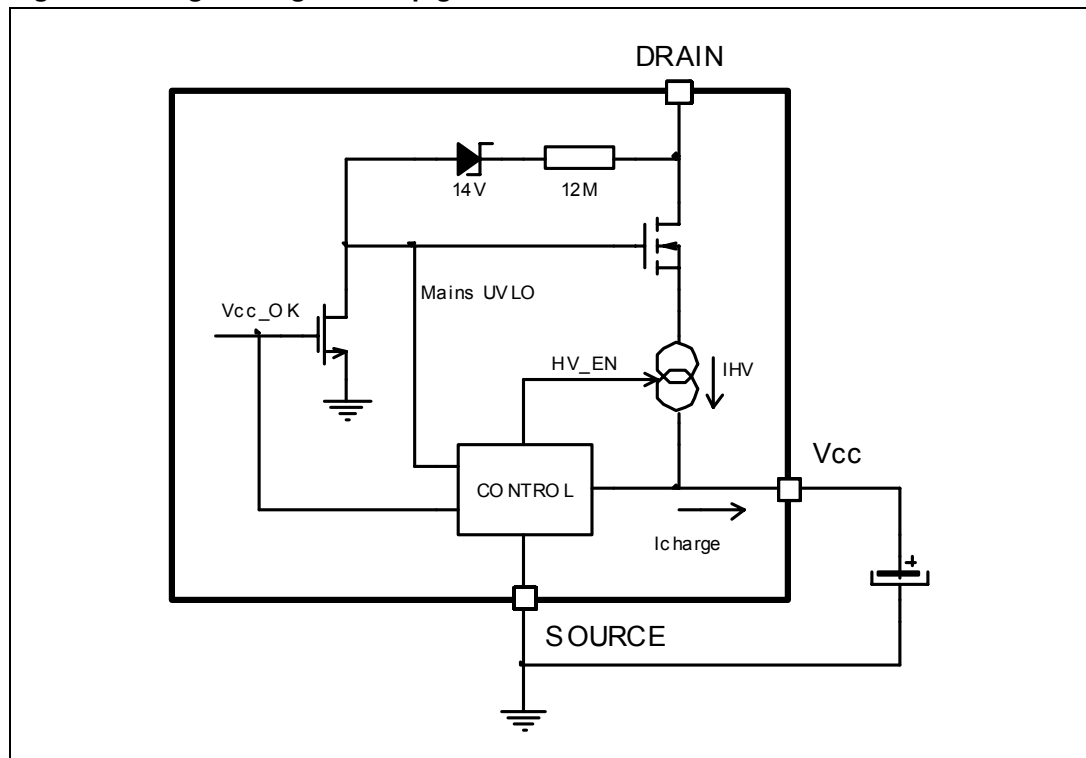 DRAIN
14V
12M
Mains UVLO
Vcc_OK
HV_EN
IHV
Vcc
CONTROL
Icharge
SOURCE
+